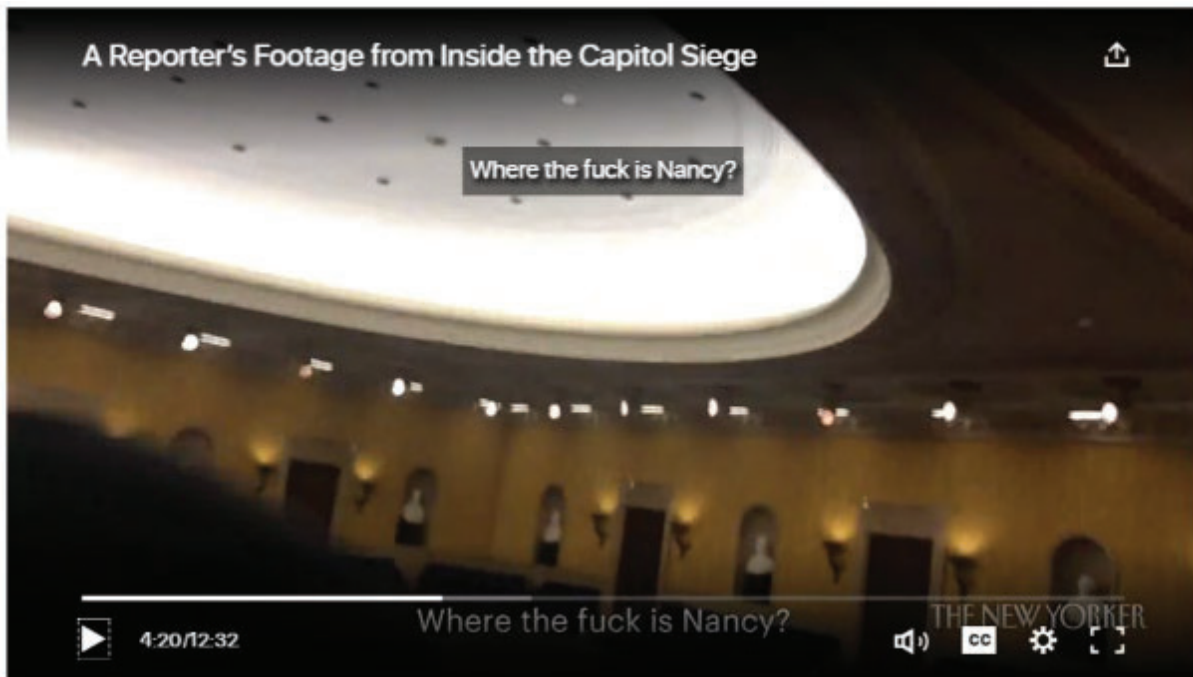 A Reporter's Footage from Inside the Capitol Siege
Where the fuck is Nancy?
Where the fuck is Nancy?
THE NEW YORKER
4:20/12:32
CC